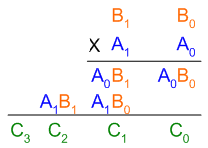 B₁ B₀
X A₁ A₀
A₀B₁ A₀B₀
A₁B₁ A₁B₀
C₃ C₂ C₁ C₀